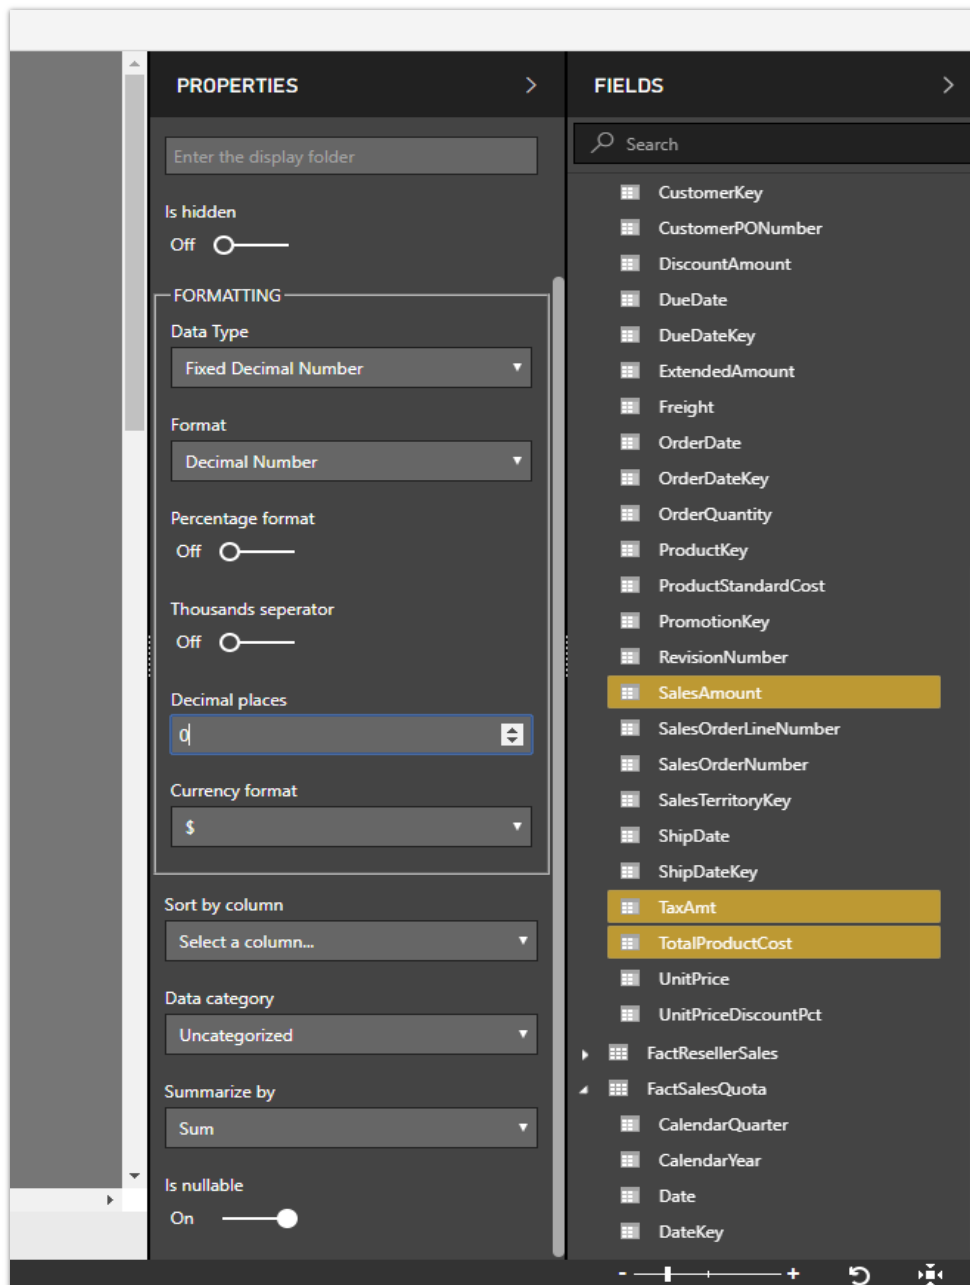 PROPERTIES
Enter the display folder
Is hidden
Off
FORMATTING
Data Type
Fixed Decimal Number
Format
Decimal Number
Percentage format
Off
Thousands seperator
Off
Decimal places
0
Currency format
$
Sort by column
Select a column...
Data category
Uncategorized
Summarize by
Sum
Is nullable
On
FIELDS
Search
CustomerKey
CustomerPONumber
DiscountAmount
DueDate
DueDateKey
ExtendedAmount
Freight
OrderDate
OrderDateKey
OrderQuantity
ProductKey
ProductStandardCost
PromotionKey
RevisionNumber
SalesAmount
SalesOrderLineNumber
SalesOrderNumber
SalesTerritoryKey
ShipDate
ShipDateKey
TaxAmt
TotalProductCost
UnitPrice
UnitPriceDiscountPct
FactResellerSales
FactSalesQuota
CalendarQuarter
CalendarYear
Date
DateKey
- +